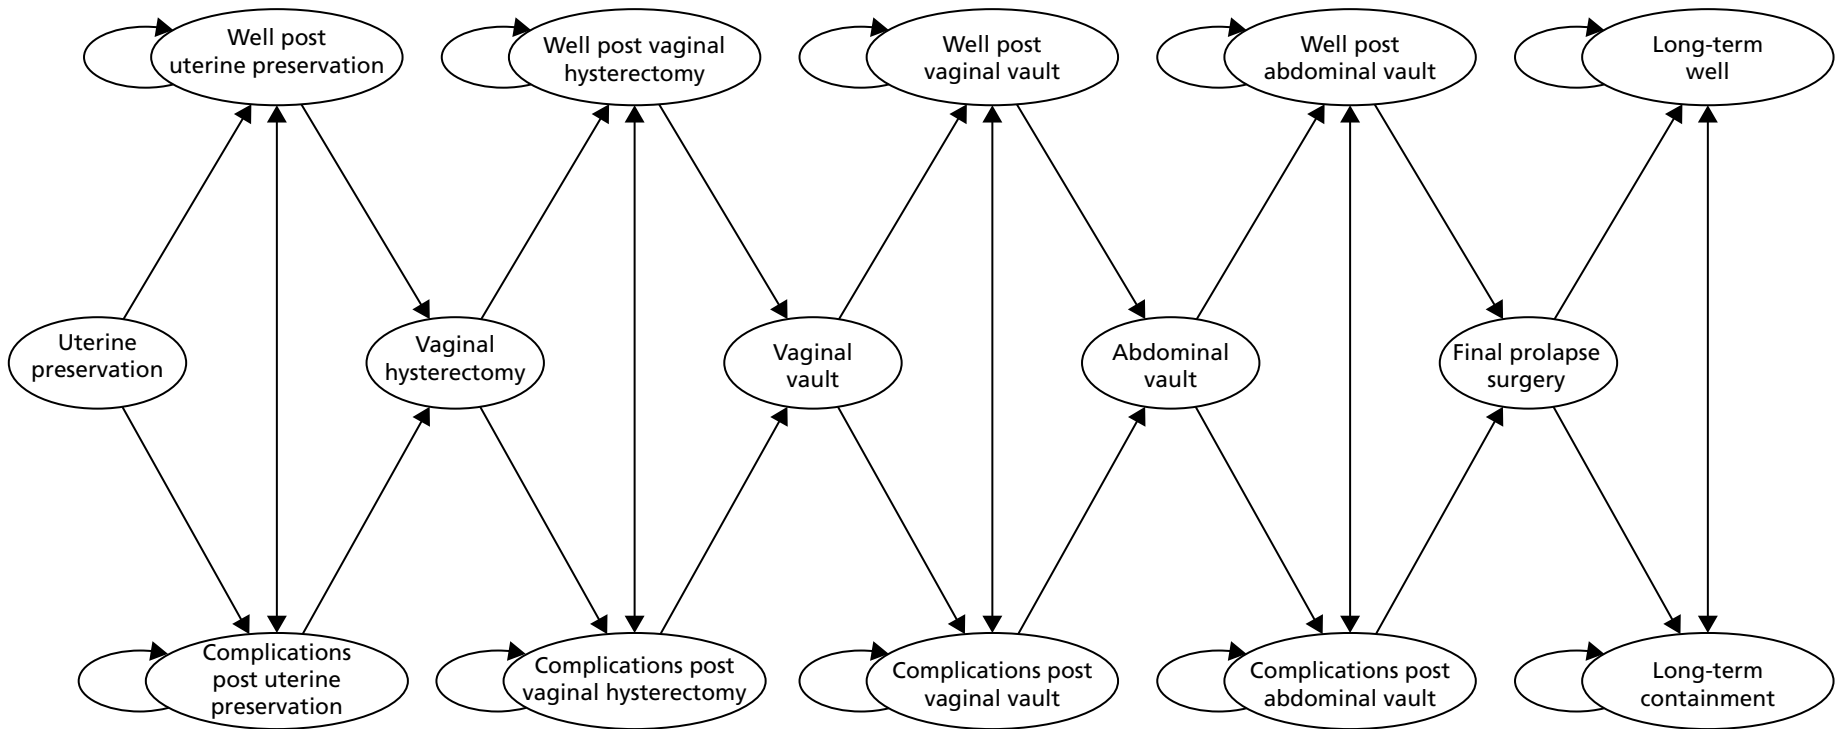 Well post
uterine preservation
Well post vaginal
hysterectomy
Well post
vaginal vault
Well post
abdominal vault
Long-term
well
Uterine
preservation
Vaginal
hysterectomy
Vaginal
vault
Abdominal
vault
Final prolapse
surgery
Complications
post uterine
preservation
Complications post
vaginal hysterectomy
Complications post
vaginal vault
Complications post
abdominal vault
Long-term
containment